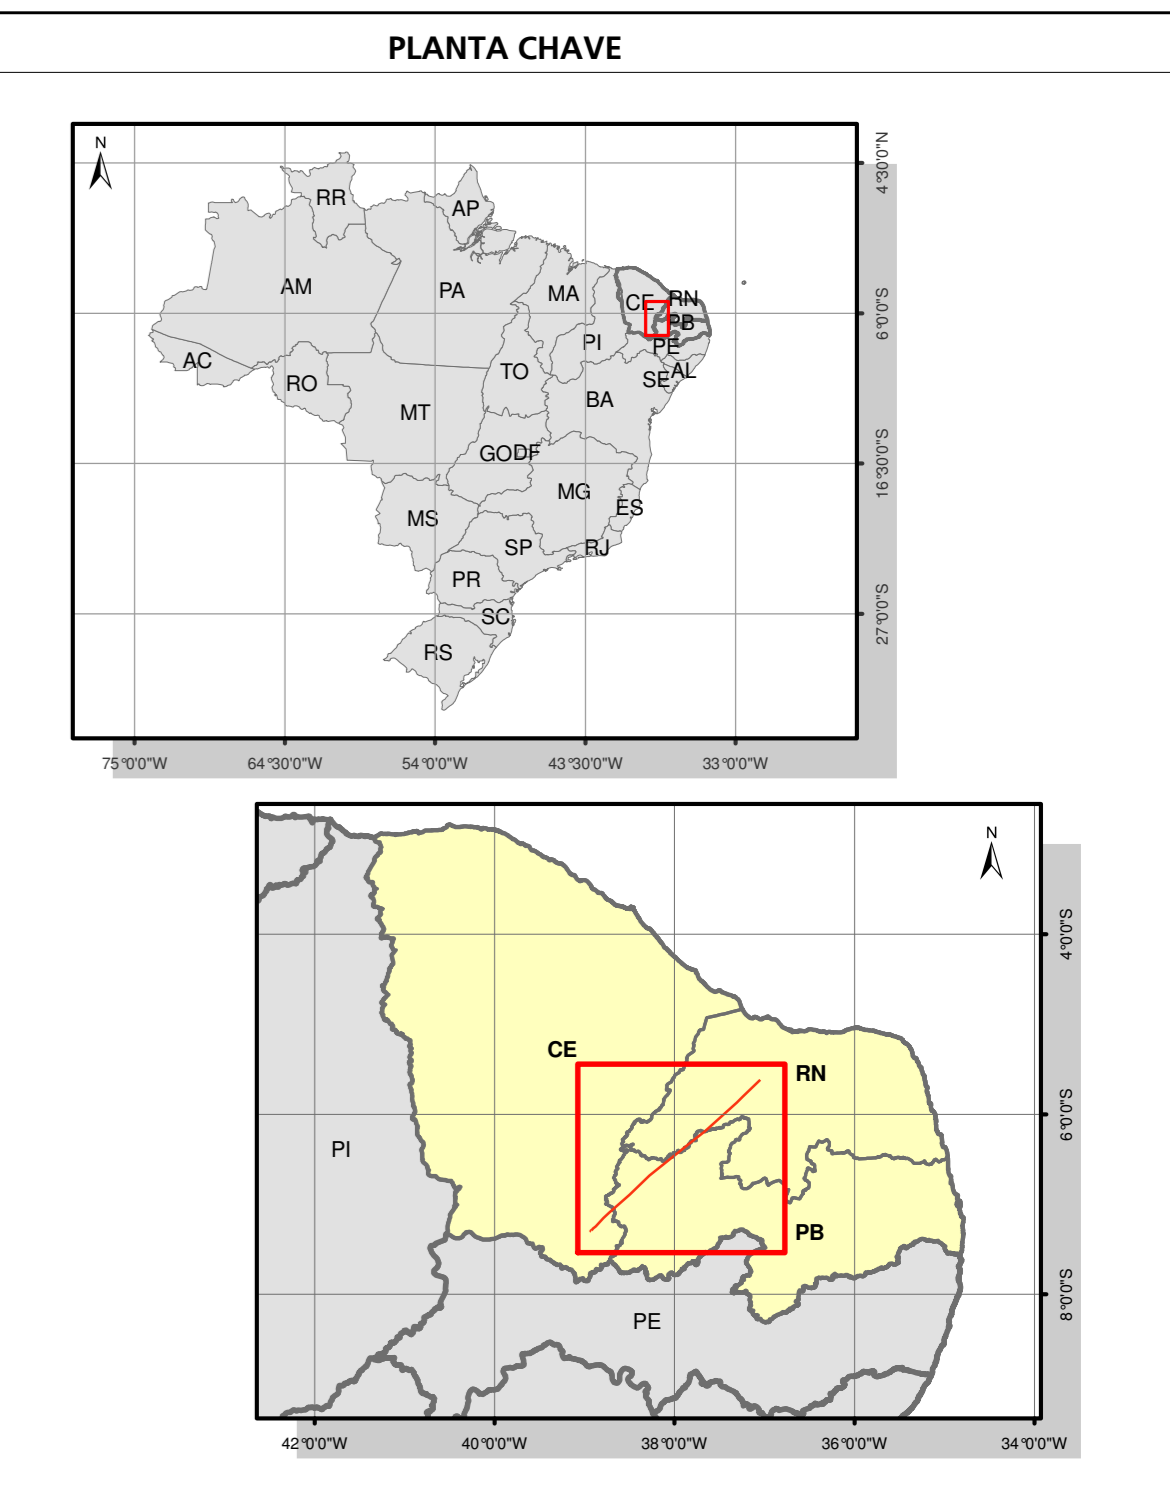 PLANTA CHAVE
N
RR
AP
AM
PA
MA
CE
RN
PB
PI
PE
AC
RO
TO
AL
SE
BA
MT
GO
DF
MG
ES
MS
SP
RJ
PR
SC
RS
4°30'0"N
6°0'0"S
16°30'0"S
27°0'0"S
75°0'0"W
64°30'0"W
54°0'0"W
43°30'0"W
33°0'0"W
N
CE
RN
PI
PB
PE
4°0'0"S
6°0'0"S
8°0'0"S
42°0'0"W
40°0'0"W
38°0'0"W
36°0'0"W
34°0'0"W